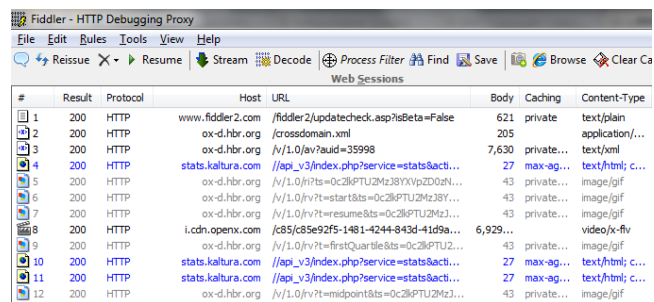 Fiddler - HTTP Debugging Proxy
File Edit Rules Tools View Help
Reissue Resume Stream Decode Process Filter Find Save Browse Clear Ca
Web Sessions
# Result Protocol Host URL Body Caching Content-Type
1 200 HTTP www.fiddler2.com /fiddler2/updatecheck.asp?isBeta=False 621 private text/plain
2 200 HTTP ox-d.hbr.org /crossdomain.xml 205 application/...
3 200 HTTP ox-d.hbr.org /v/1.0/av?auid=35998 7,630 private... text/xml
4 200 HTTP stats.kaltura.com //api_v3/index.php?service=stats&acti... 27 max-ag... text/html; c...
5 200 HTTP ox-d.hbr.org /v/1.0/ri?ts=0c2lkPTU2MzJ8YXVpZD0zN... 43 private... image/gif
6 200 HTTP ox-d.hbr.org /v/1.0/rv?t=start&ts=0c2lkPTU2MzJ8Y... 43 private... image/gif
7 200 HTTP ox-d.hbr.org /v/1.0/rv?t=resume&ts=0c2lkPTU2MzJ... 43 private... image/gif
8 200 HTTP i.cdn.openx.com /c85/c85e92f5-1481-4244-843d-41d9a... 6,929... video/x-flv
9 200 HTTP ox-d.hbr.org /v/1.0/rv?t=firstQuartile&ts=0c2lkPTU2... 43 private... image/gif
10 200 HTTP stats.kaltura.com //api_v3/index.php?service=stats&acti... 27 max-ag... text/html; c...
11 200 HTTP stats.kaltura.com //api_v3/index.php?service=stats&acti... 27 max-ag... text/html; c...
12 200 HTTP ox-d.hbr.org /v/1.0/rv?t=midpoint&ts=0c2lkPTU2MzJ... 43 private... image/gif